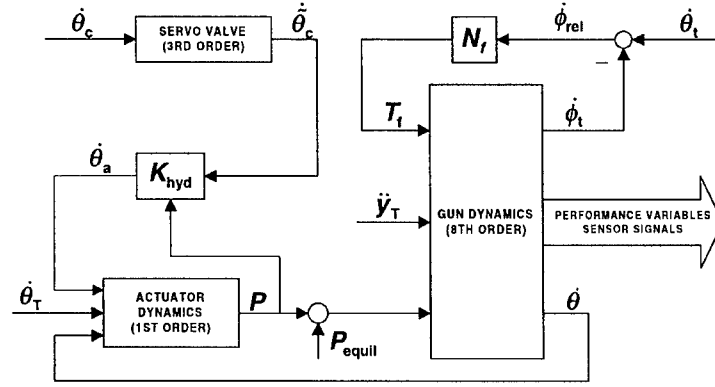 θ̇c
SERVO VALVE
(3RD ORDER)
θ̃̇c
Nf
ϕ̇rel
θ̇t
−
Tf
ϕ̇t
θ̇a
Khyd
ÿT
GUN DYNAMICS
(8TH ORDER)
PERFORMANCE VARIABLES
SENSOR SIGNALS
θ̇T
ACTUATOR
DYNAMICS
(1ST ORDER)
P
Pequil
θ̇